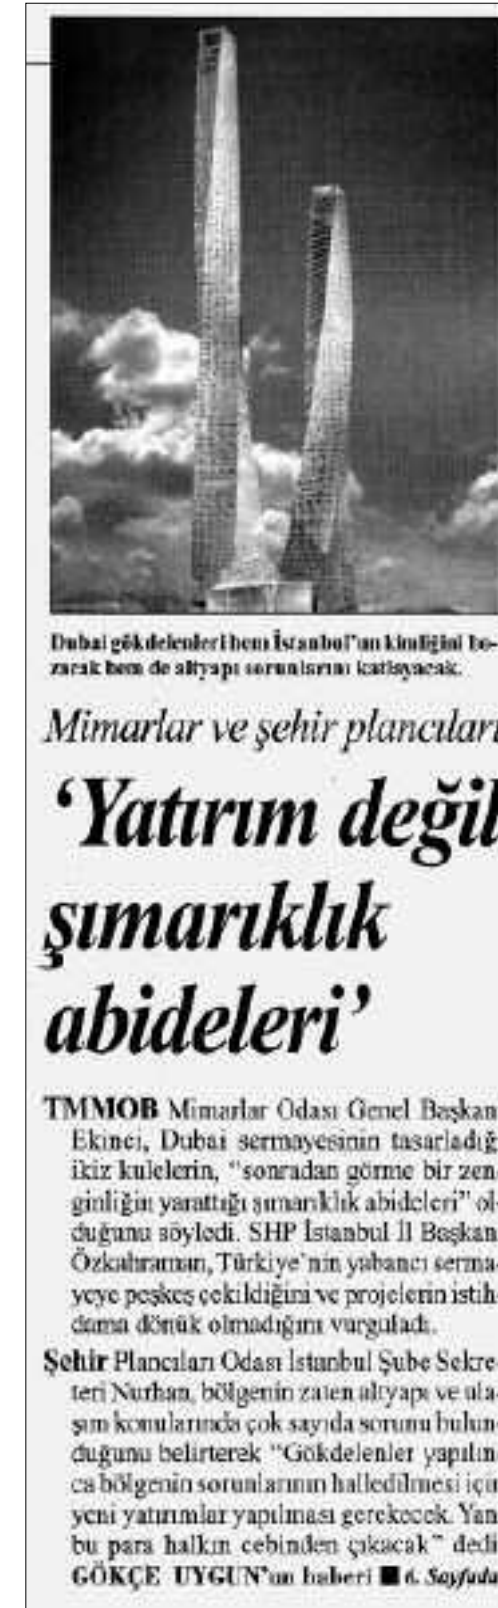 Dubai gökdelenleri hem İstanbul'un kimliğini bo-
zarak hem de altyapı sorunlarını katlayacak.
Mimarlar ve şehir plancıları
‘Yatırım değil
şımarıklık
abideleri’
TMMOB Mimarlar Odası Genel Başkan
Ekinci, Dubai sermayesinin tasarladığ
ikiz kulelerin, “sonradan görme bir zen-
ginliğin yarattığı şımarıklık abideleri” ol-
duğunu söyledi. SHP İstanbul İl Başkan
Özkahraman, Türkiye'nin yabancı serma-
yeye peşkeş çekildiğini ve projelerin istih-
dama dönük olmadığını vurguladı.
Şehir Plancıları Odası İstanbul Şube Sekre-
teri Nurhan, bölgenin zaten altyapı ve ula-
şım konularında çok sayıda sorunu bulun-
duğunu belirterek “Gökdelenler yapılın-
ca bölgenin sorunlarının halledilmesi için
yeni yatırımlar yapılması gerekecek. Yan
bu para halkın cebinden çıkacak” dedi
GÖKÇE UYGUN'un haberi ■ 6. Sayfada